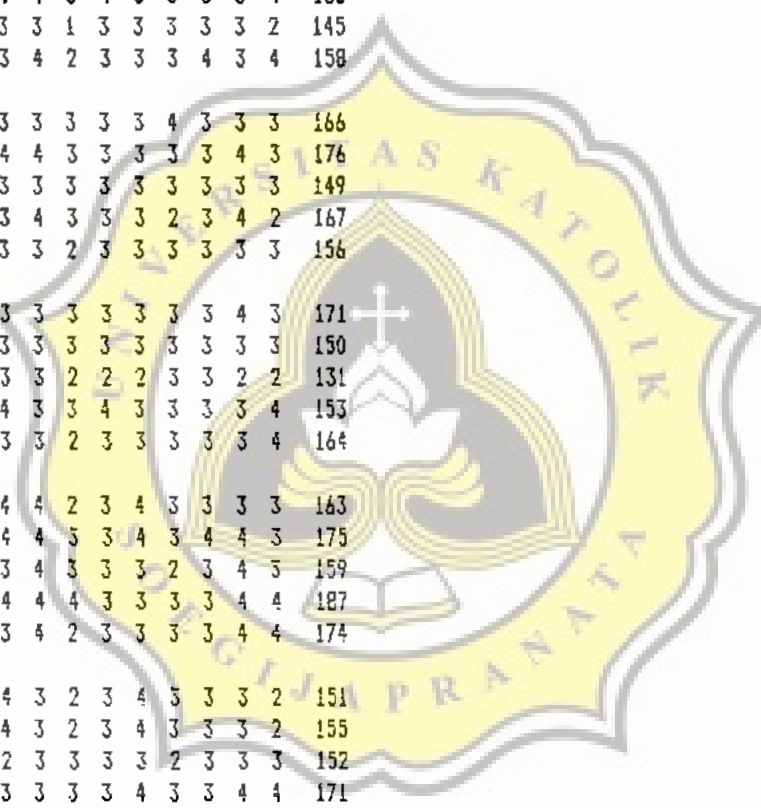 3 3 1 3 3 3 3 3 2 145
3 4 2 3 3 3 4 3 4 158
3 3 3 3 3 4 3 3 3 166
4 4 3 3 3 3 3 4 3 176
3 3 3 3 3 3 3 3 3 149
3 4 3 3 3 2 3 4 2 167
3 3 2 3 3 3 3 3 3 156
3 3 3 3 3 3 3 4 3 171
3 3 3 3 3 3 3 3 3 150
3 3 2 2 2 3 3 2 2 131
4 3 3 4 3 3 3 3 4 153
3 3 2 3 3 3 3 3 4 164
4 4 2 3 4 3 3 3 3 163
4 4 3 3 4 3 4 4 3 175
3 4 3 3 3 2 3 4 3 159
4 4 4 3 3 3 3 4 4 187
3 4 2 3 3 3 3 4 4 174
4 3 2 3 4 3 3 3 2 151
4 3 2 3 4 3 3 3 2 155
2 3 3 3 3 2 3 3 3 152
3 3 3 3 4 3 3 4 4 171
UNIVERSITAS KATOLIK
SOEGIJAPRANATA